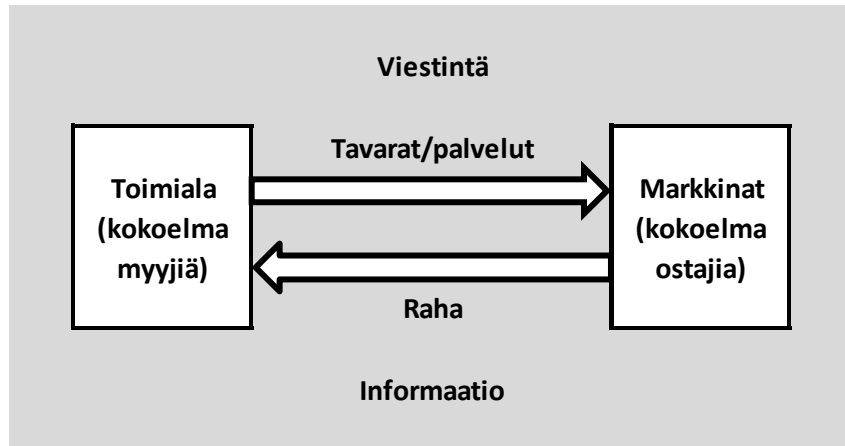 Viestintä
Tavarat/palvelut
Toimiala
(kokoelma
myyjiä)
Markkinat
(kokoelma
ostajia)
Raha
Informaatio